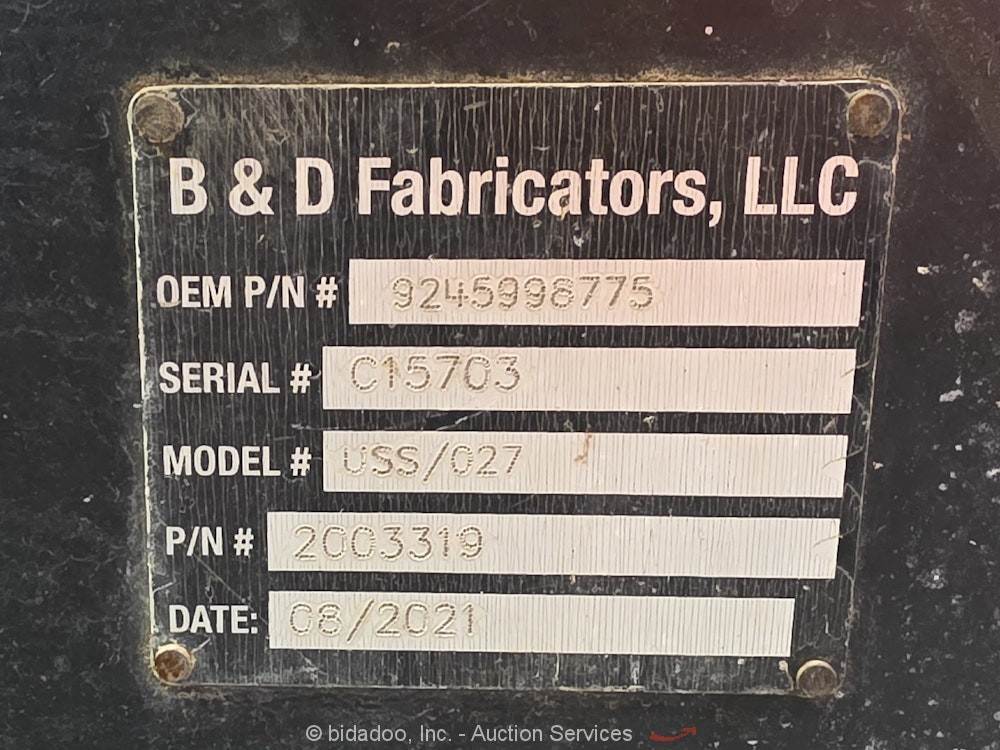 B & D Fabricators, LLC
OEM P/N # 9245998775
SERIAL # C15703
MODEL # USS/027
P/N # 2003319
DATE: 08/2021
© bidadoo, Inc. - Auction Services